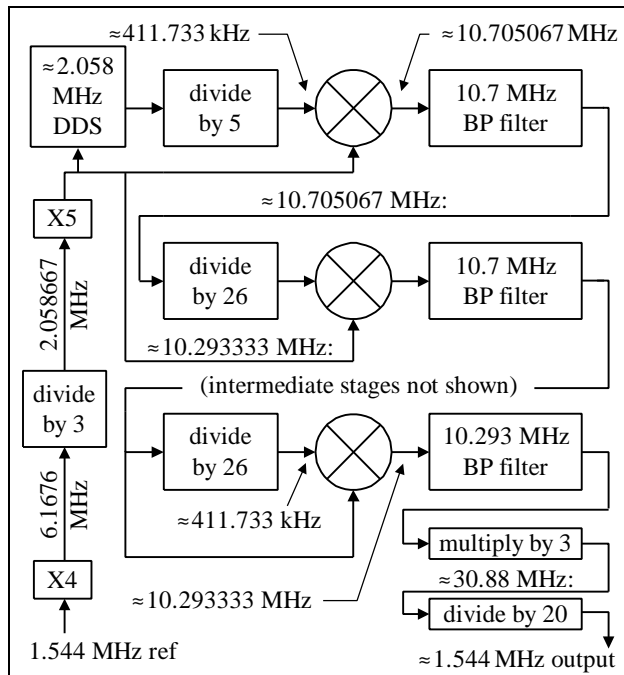 ≈411.733 kHz
≈10.705067 MHz
≈2.058
MHz
DDS
divide
by 5
10.7 MHz
BP filter
X5
≈10.705067 MHz:
2.058667
MHz
divide
by 26
10.7 MHz
BP filter
≈10.293333 MHz:
(intermediate stages not shown)
divide
by 3
divide
by 26
10.293 MHz
BP filter
6.1676
MHz
≈411.733 kHz
multiply by 3
X4
≈10.293333 MHz
≈30.88 MHz:
divide by 20
1.544 MHz ref
≈1.544 MHz output